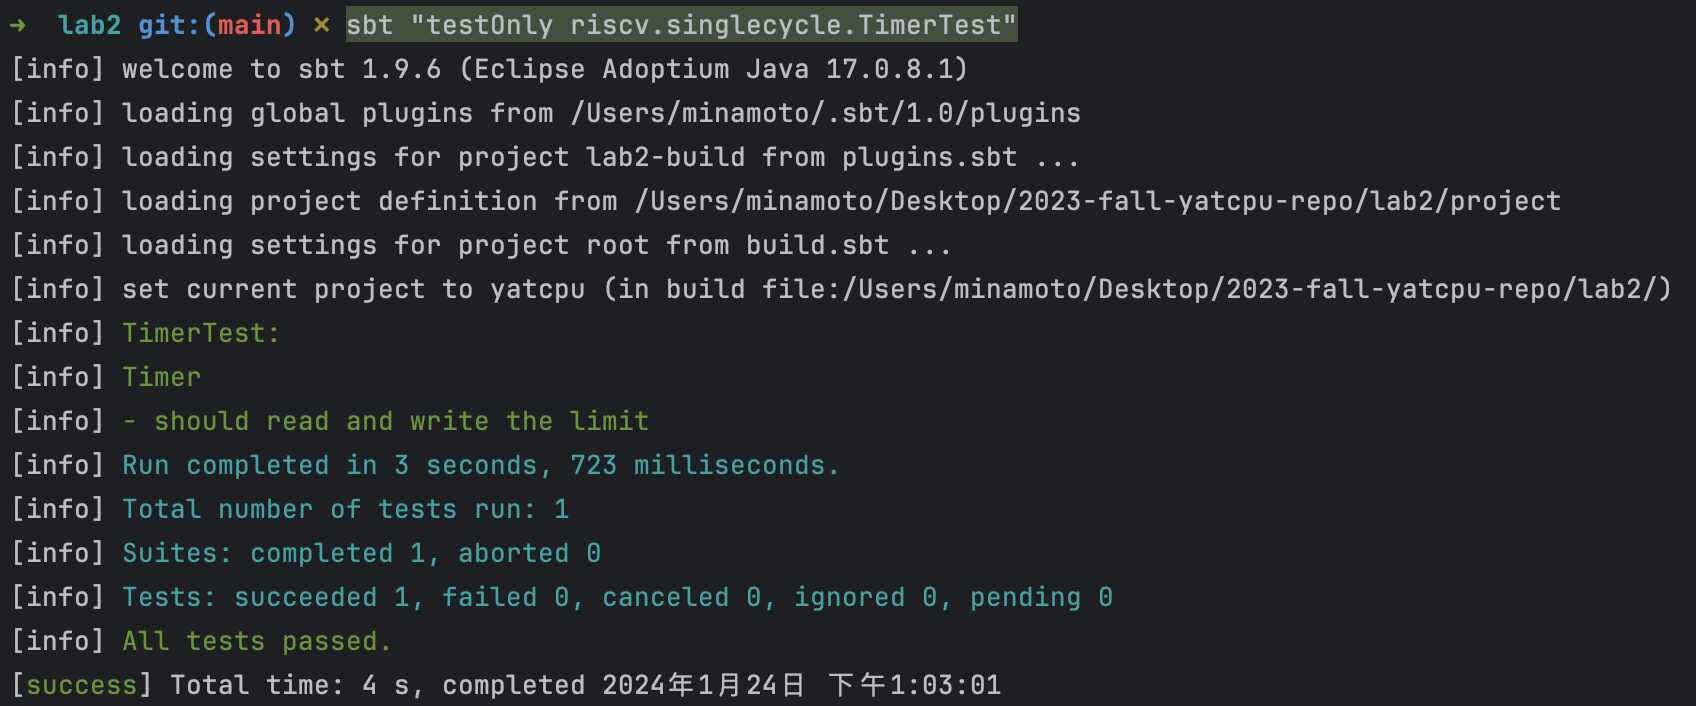 → lab2 git:(main) × sbt "testOnly riscv.singlecycle.TimerTest"
[info] welcome to sbt 1.9.6 (Eclipse Adoptium Java 17.0.8.1)
[info] loading global plugins from /Users/minamoto/.sbt/1.0/plugins
[info] loading settings for project lab2-build from plugins.sbt ...
[info] loading project definition from /Users/minamoto/Desktop/2023-fall-yatcpu-repo/lab2/project
[info] loading settings for project root from build.sbt ...
[info] set current project to yatcpu (in build file:/Users/minamoto/Desktop/2023-fall-yatcpu-repo/lab2/)
[info] TimerTest:
[info] Timer
[info] - should read and write the limit
[info] Run completed in 3 seconds, 723 milliseconds.
[info] Total number of tests run: 1
[info] Suites: completed 1, aborted 0
[info] Tests: succeeded 1, failed 0, canceled 0, ignored 0, pending 0
[info] All tests passed.
[success] Total time: 4 s, completed 2024年1月24日 下午1:03:01